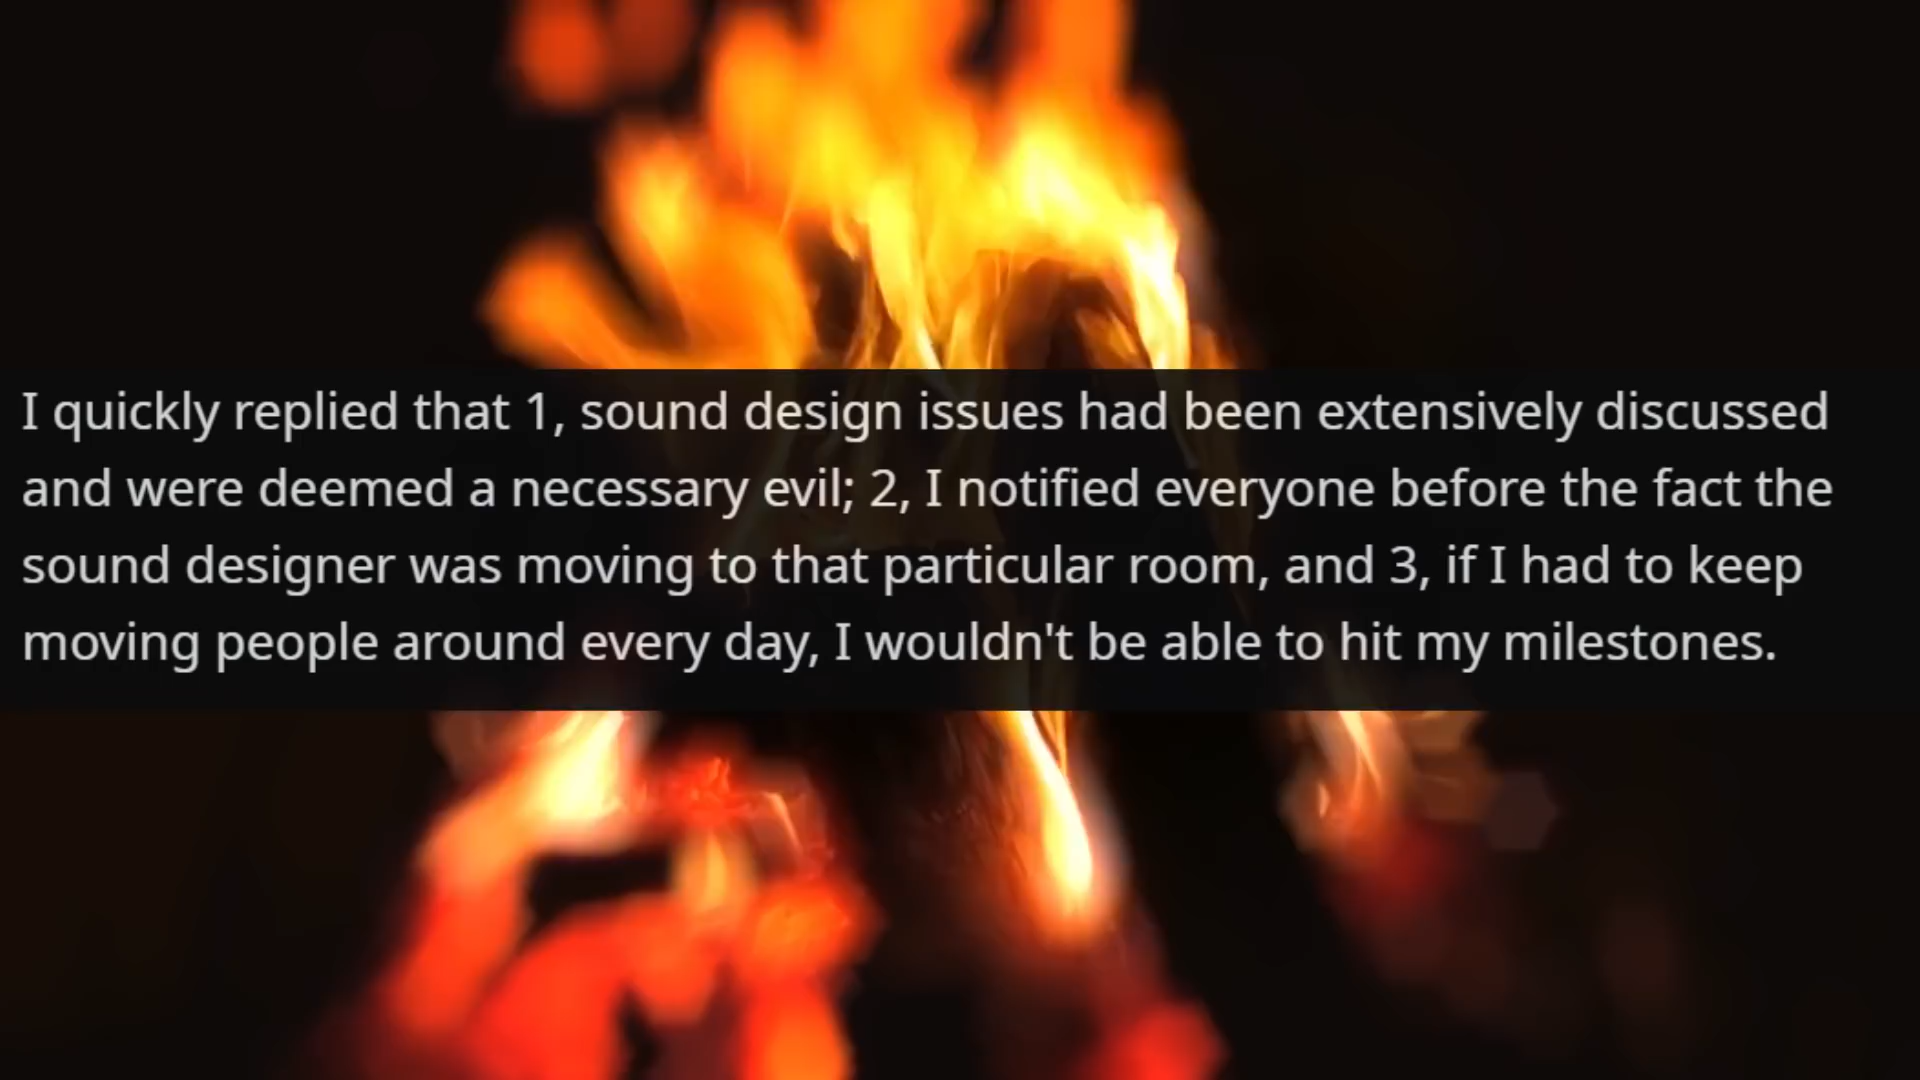 I quickly replied that 1, sound design issues had been extensively discussed
and were deemed a necessary evil; 2, I notified everyone before the fact the
sound designer was moving to that particular room, and 3, if I had to keep
moving people around every day, I wouldn't be able to hit my milestones.